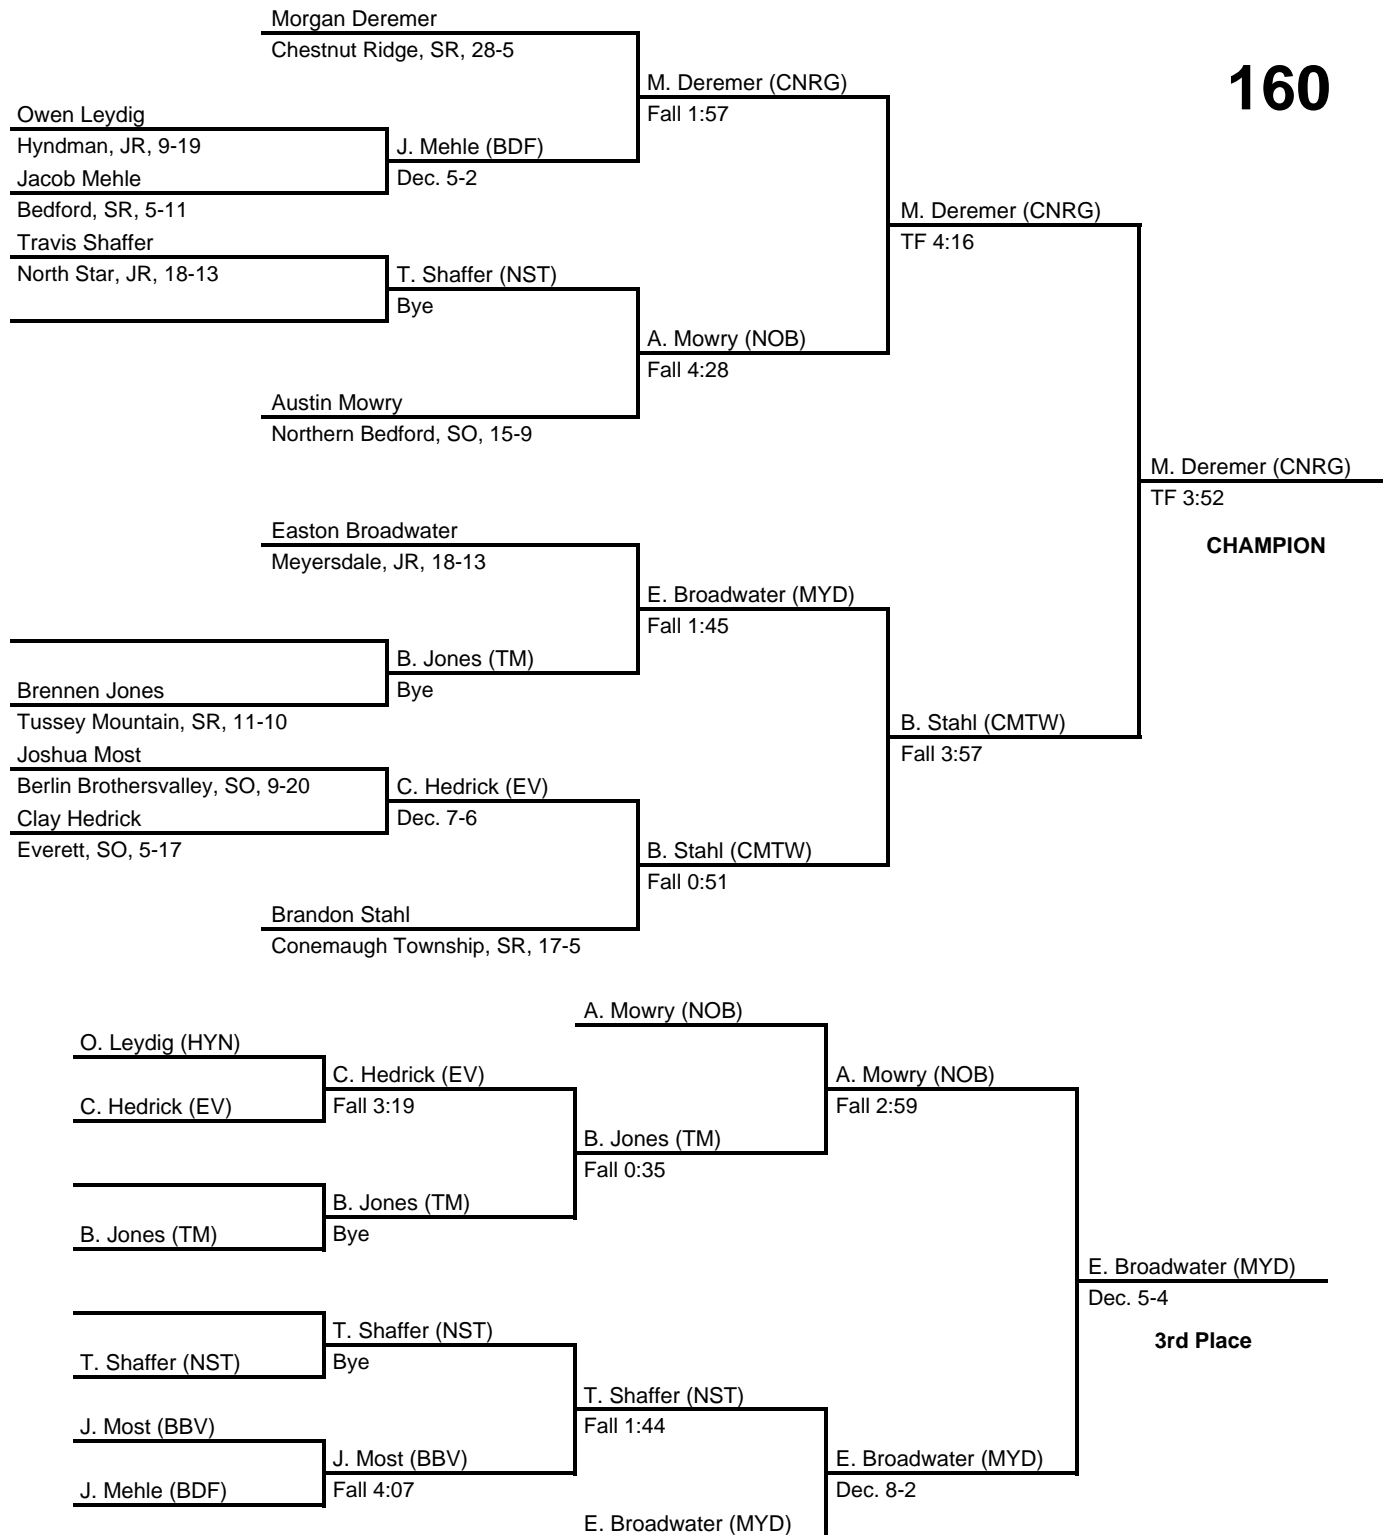 Morgan Deremer
Chestnut Ridge, SR, 28-5
160
M. Deremer (CNRG)
Fall 1:57
Owen Leydig
Hyndman, JR, 9-19
J. Mehle (BDF)
Dec. 5-2
Jacob Mehle
Bedford, SR, 5-11
M. Deremer (CNRG)
TF 4:16
Travis Shaffer
North Star, JR, 18-13
T. Shaffer (NST)
Bye
A. Mowry (NOB)
Fall 4:28
Austin Mowry
Northern Bedford, SO, 15-9
M. Deremer (CNRG)
TF 3:52
CHAMPION
Easton Broadwater
Meyersdale, JR, 18-13
E. Broadwater (MYD)
Fall 1:45
B. Jones (TM)
Bye
Brennen Jones
Tussey Mountain, SR, 11-10
B. Stahl (CMTW)
Fall 3:57
Joshua Most
Berlin Brothersvalley, SO, 9-20
C. Hedrick (EV)
Dec. 7-6
Clay Hedrick
Everett, SO, 5-17
B. Stahl (CMTW)
Fall 0:51
Brandon Stahl
Conemaugh Township, SR, 17-5
A. Mowry (NOB)
O. Leydig (HYN)
C. Hedrick (EV)
Fall 3:19
A. Mowry (NOB)
Fall 2:59
C. Hedrick (EV)
B. Jones (TM)
Fall 0:35
B. Jones (TM)
Bye
B. Jones (TM)
E. Broadwater (MYD)
Dec. 5-4
3rd Place
T. Shaffer (NST)
Bye
T. Shaffer (NST)
T. Shaffer (NST)
Fall 1:44
J. Most (BBV)
J. Most (BBV)
Fall 4:07
E. Broadwater (MYD)
Dec. 8-2
J. Mehle (BDF)
E. Broadwater (MYD)